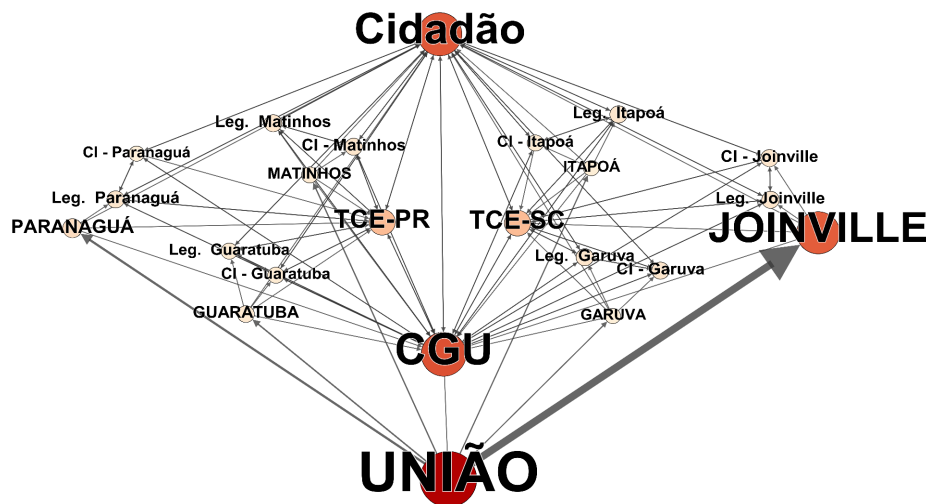 Cidadão
Leg. Matinhos
Leg. Itapoá
CI - Paranaguá
CI - Matinhos
CI - Itapoá
CI - Joinville
MATINHOS
ITAPOÁ
Leg. Paranaguá
Leg. Joinville
PARANAGUÁ
TCE-PR
TCE-SC
JOINVILLE
Leg. Guaratuba
Leg. Garuva
CI - Guaratuba
CI - Garuva
GUARATUBA
GARUVA
CGU
UNIÃO